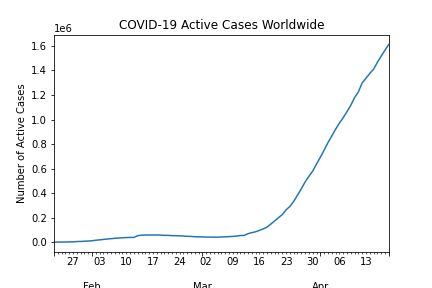 COVID-19 Active Cases Worldwide
1e6
1.6
1.4
1.2
1.0
0.8
0.6
0.4
0.2
0.0
Number of Active Cases
27 03 10 17 24 02 09 16 23 30 06 13
Feb Mar Apr